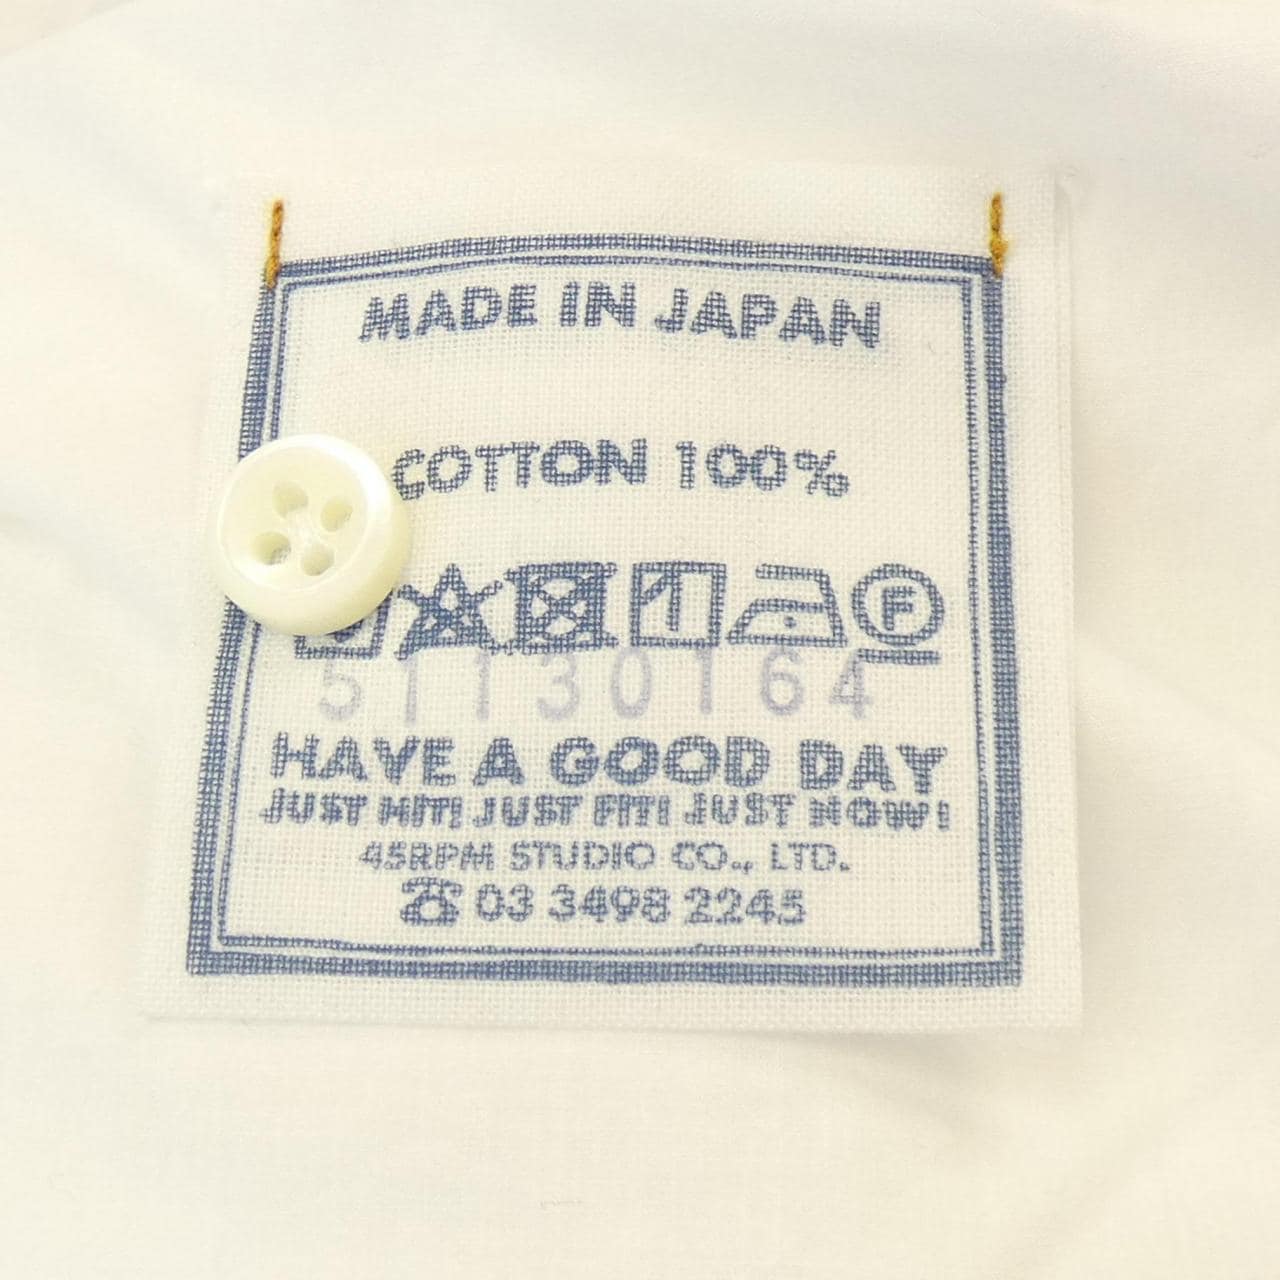 MADE IN JAPAN
COTTON 100%
F
51130164
HAVE A GOOD DAY
JUST HIT! JUST FIT! JUST NOW!
45RPM STUDIO CO., LTD.
☎ 03 3498 2245